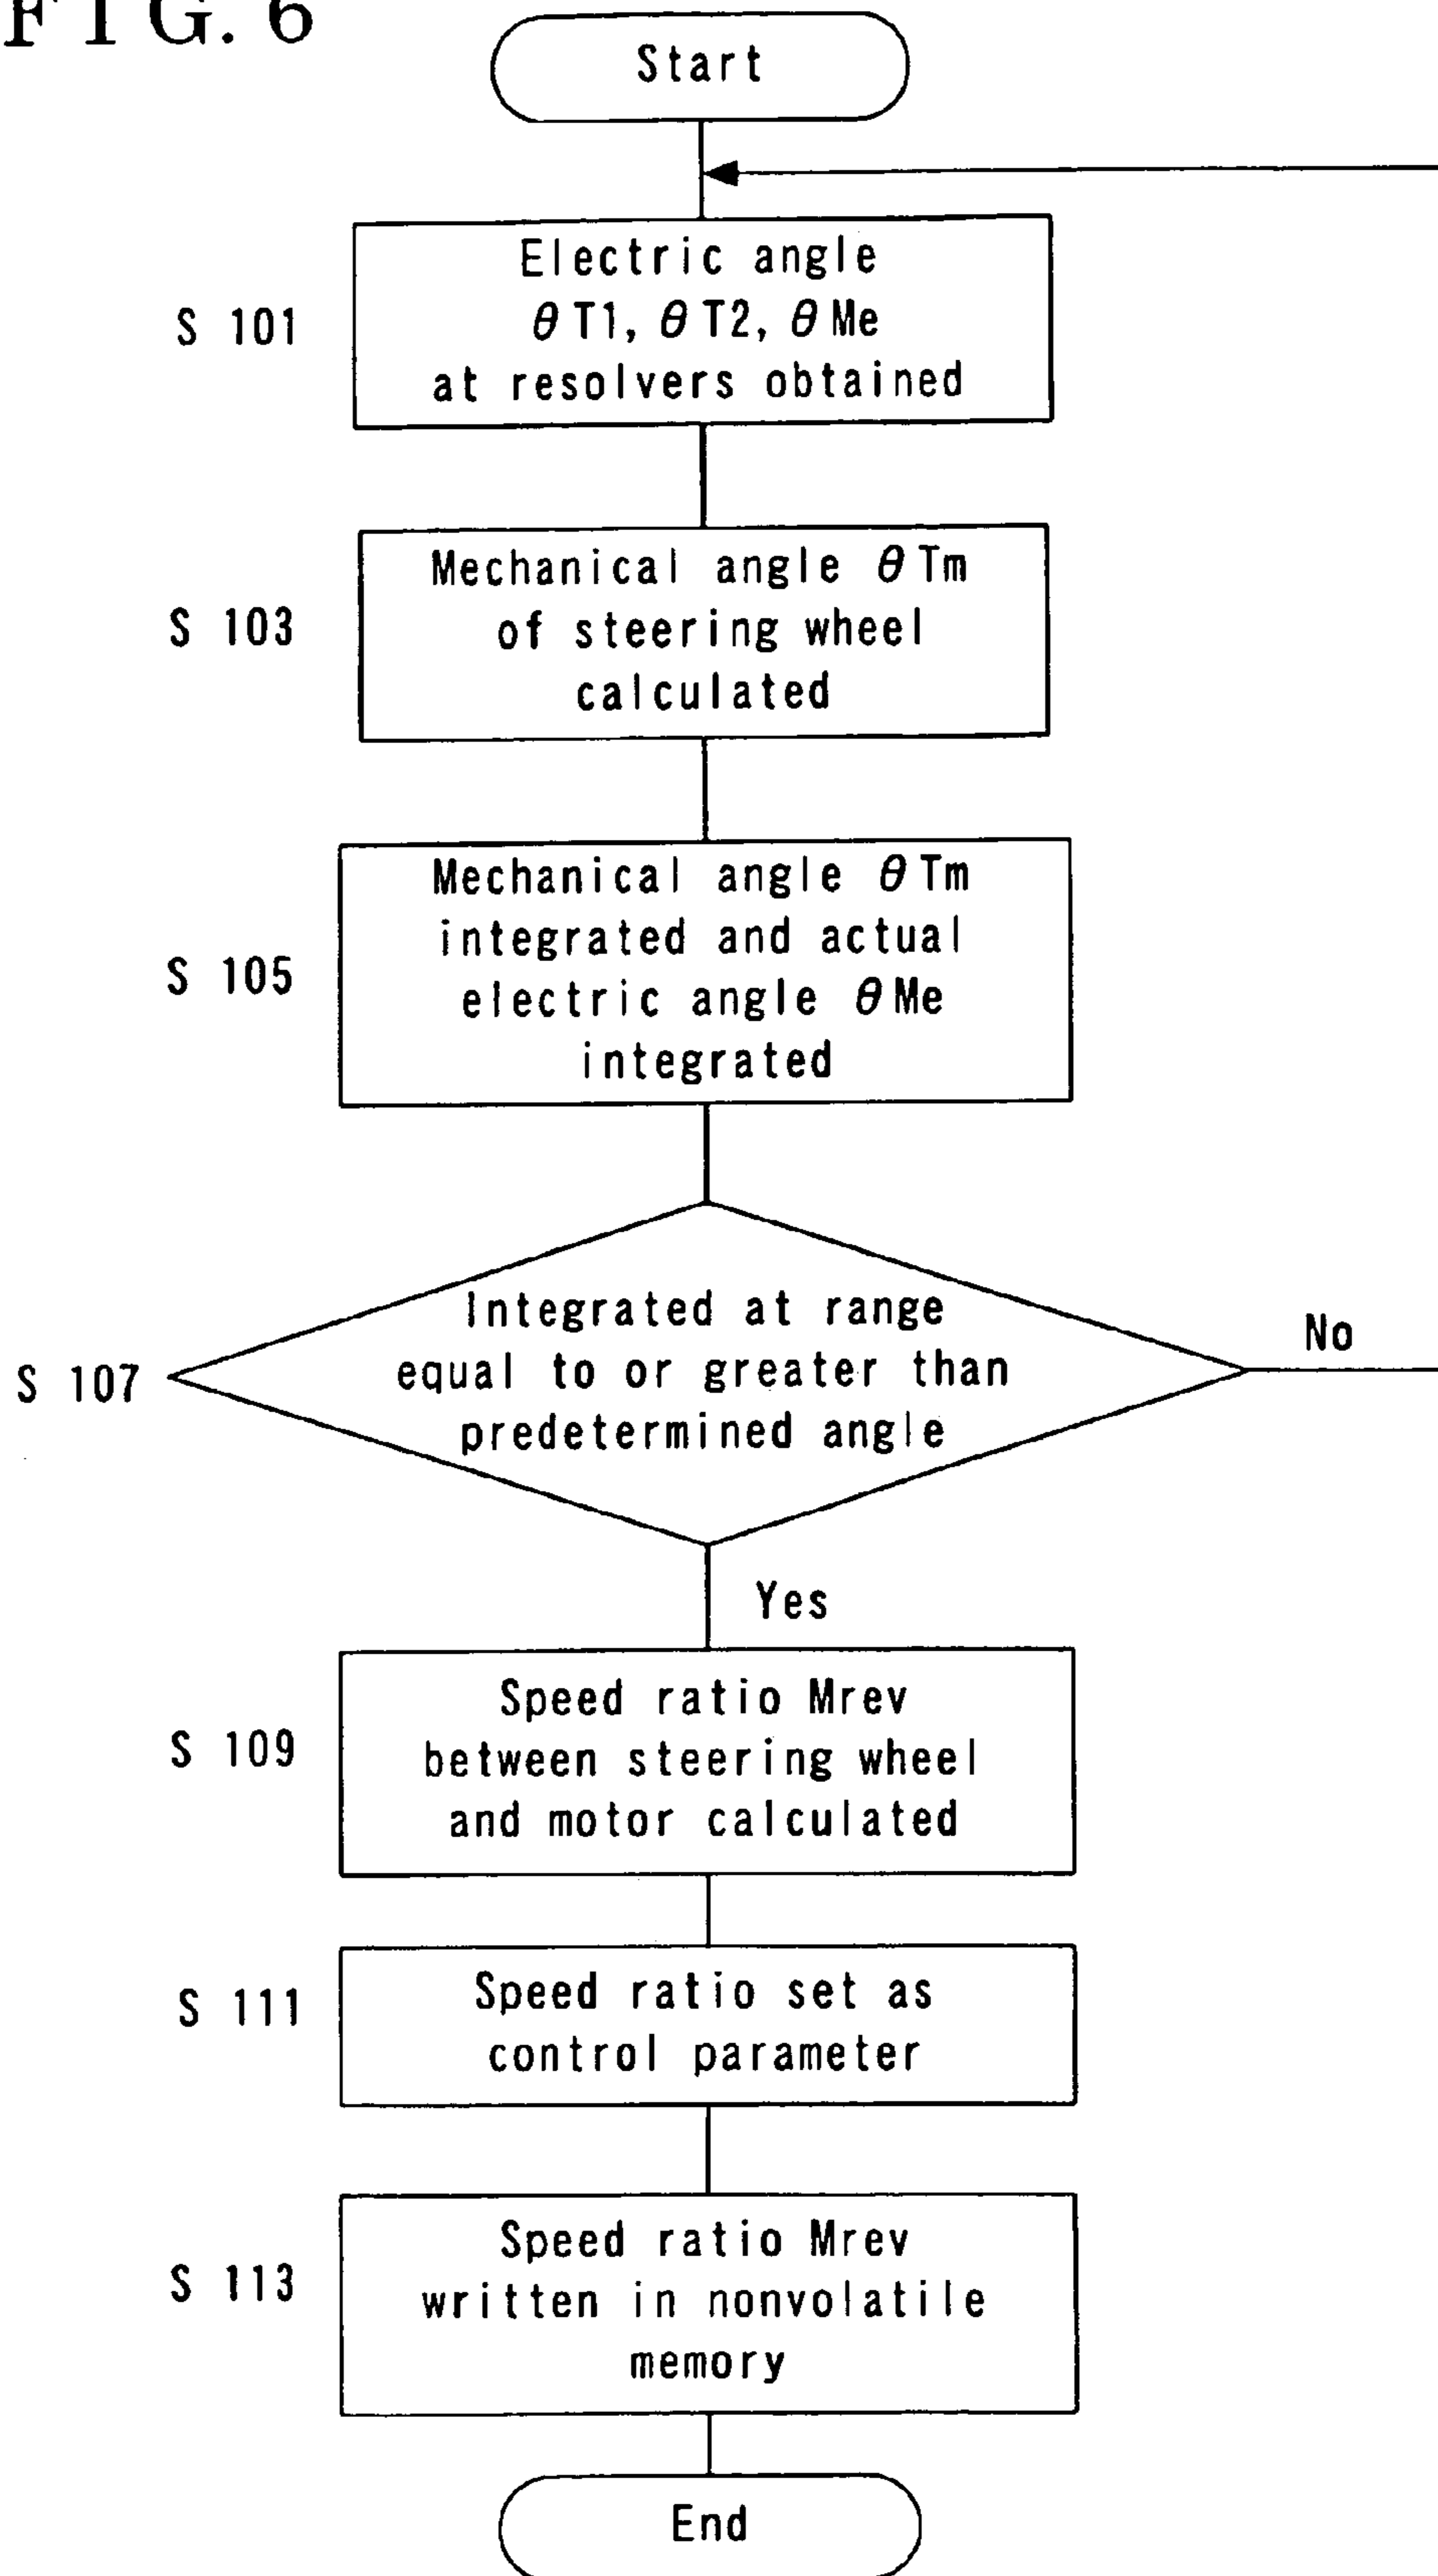 FIG. 6
Start
S 101
Electric angle
θT1, θT2, θMe
at resolvers obtained
S 103
Mechanical angle θTm
of steering wheel
calculated
S 105
Mechanical angle θTm
integrated and actual
electric angle θMe
integrated
S 107
Integrated at range
equal to or greater than
predetermined angle
No
Yes
S 109
Speed ratio Mrev
between steering wheel
and motor calculated
S 111
Speed ratio set as
control parameter
S 113
Speed ratio Mrev
written in nonvolatile
memory
End